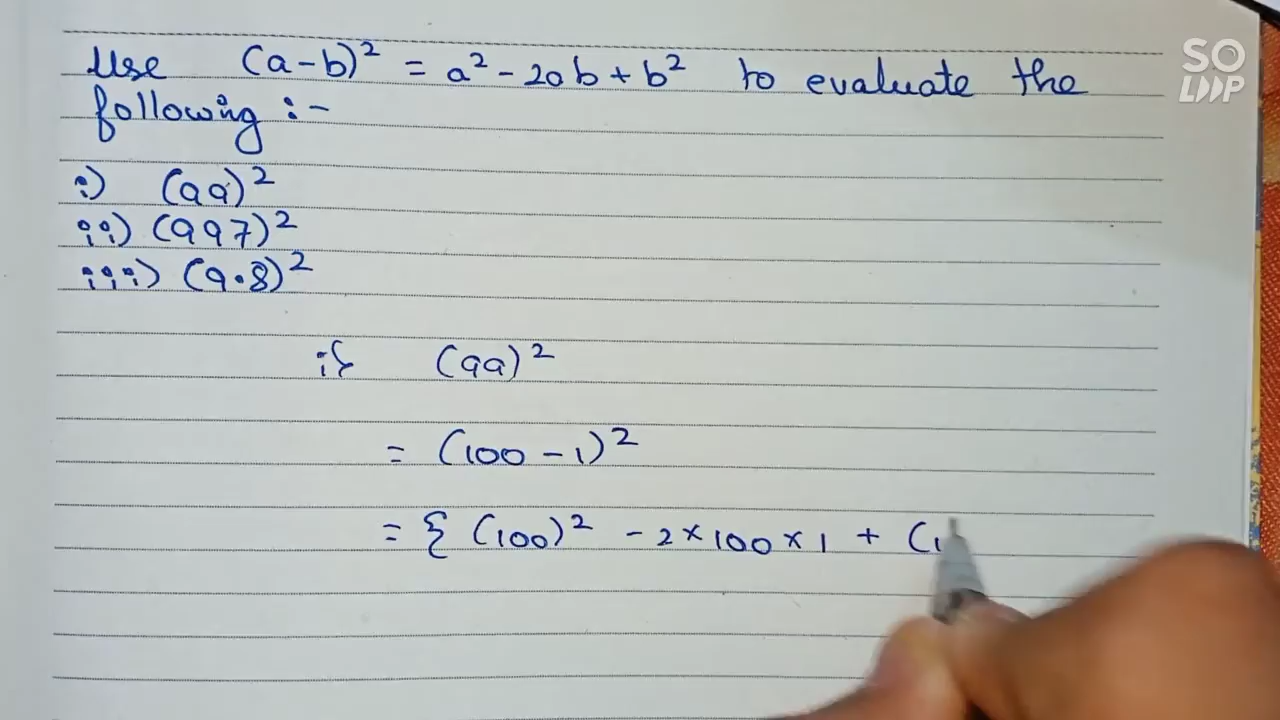 Use (a-b)² = a² - 2ab + b² to evaluate the
following :-
i) (99)²
ii) (997)²
iii) (9.8)²
i} (99)²
= (100 - 1)²
= { (100)² - 2 × 100 × 1 + (1
SO
LOOP